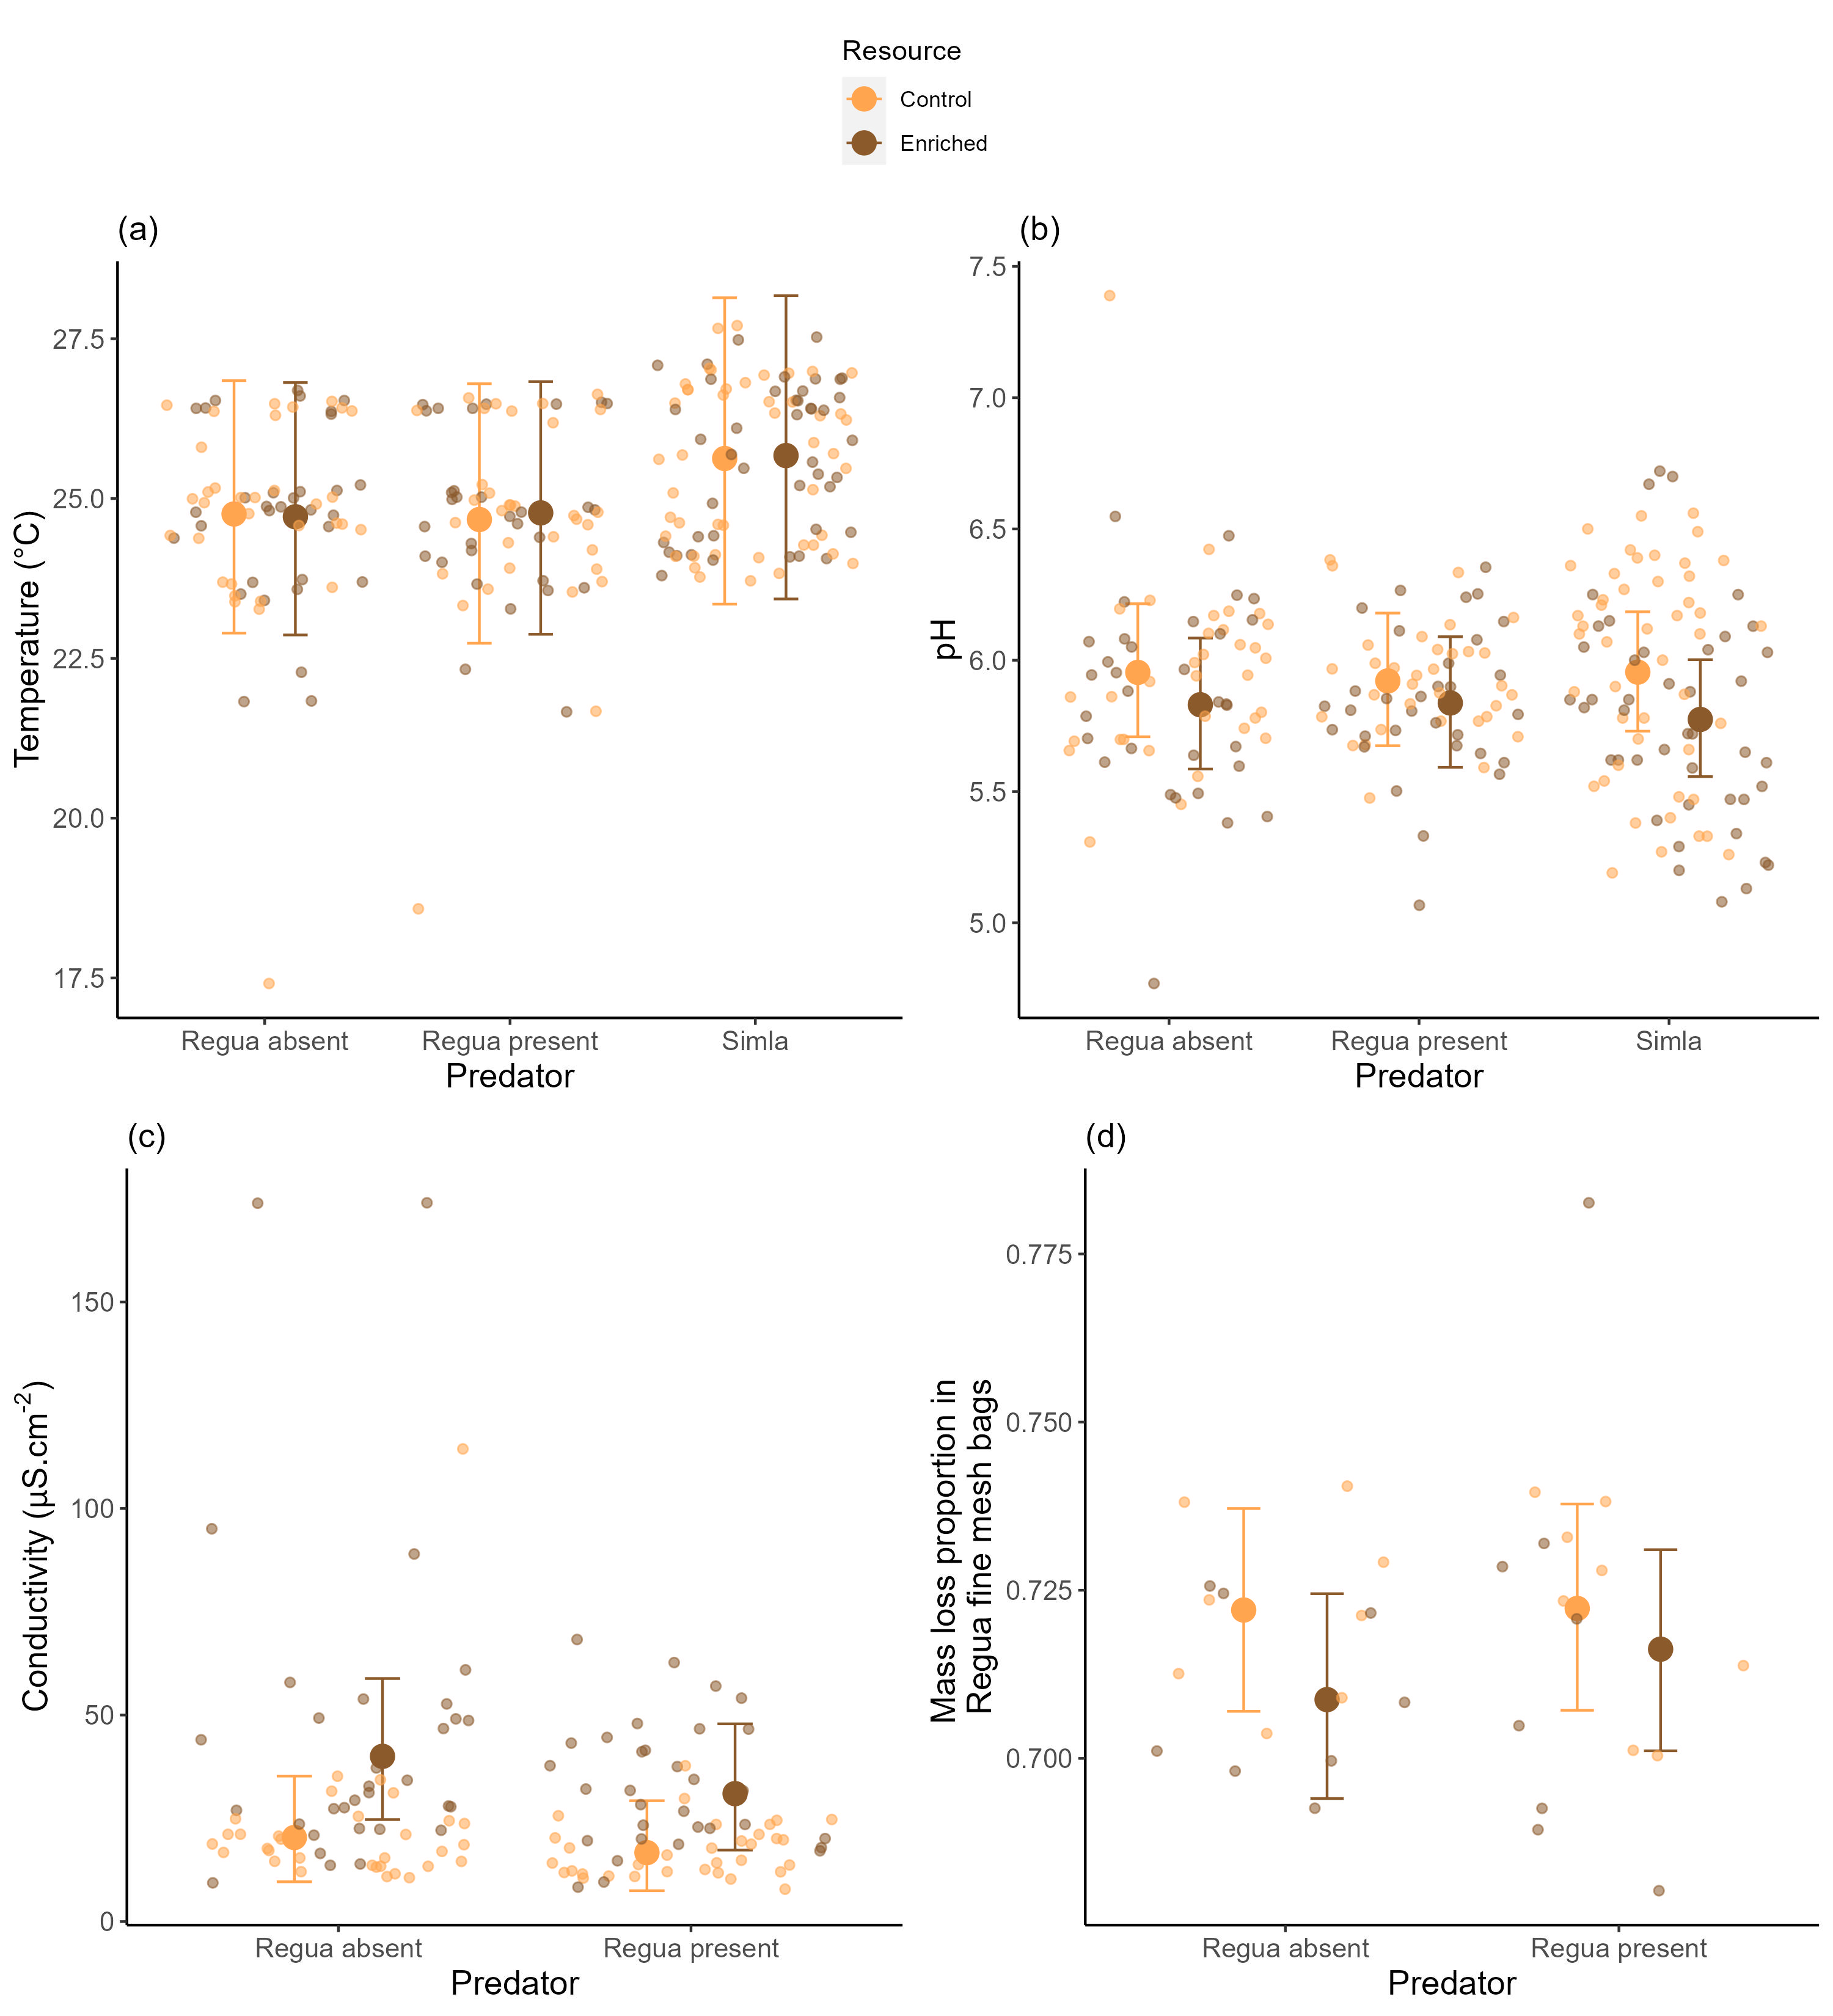 Resource
Control
Enriched
(a)
27.5
25.0
22.5
20.0
17.5
Temperature (°C)
Regua absent Regua present Simla
Predator
(b)
7.5
7.0
6.5
6.0
5.5
5.0
pH
Regua absent Regua present Simla
Predator
(c)
150
100
50
0
Conductivity (µS.cm⁻²)
Regua absent Regua present
Predator
(d)
0.775
0.750
0.725
0.700
Mass loss proportion in
Regua fine mesh bags
Regua absent Regua present
Predator